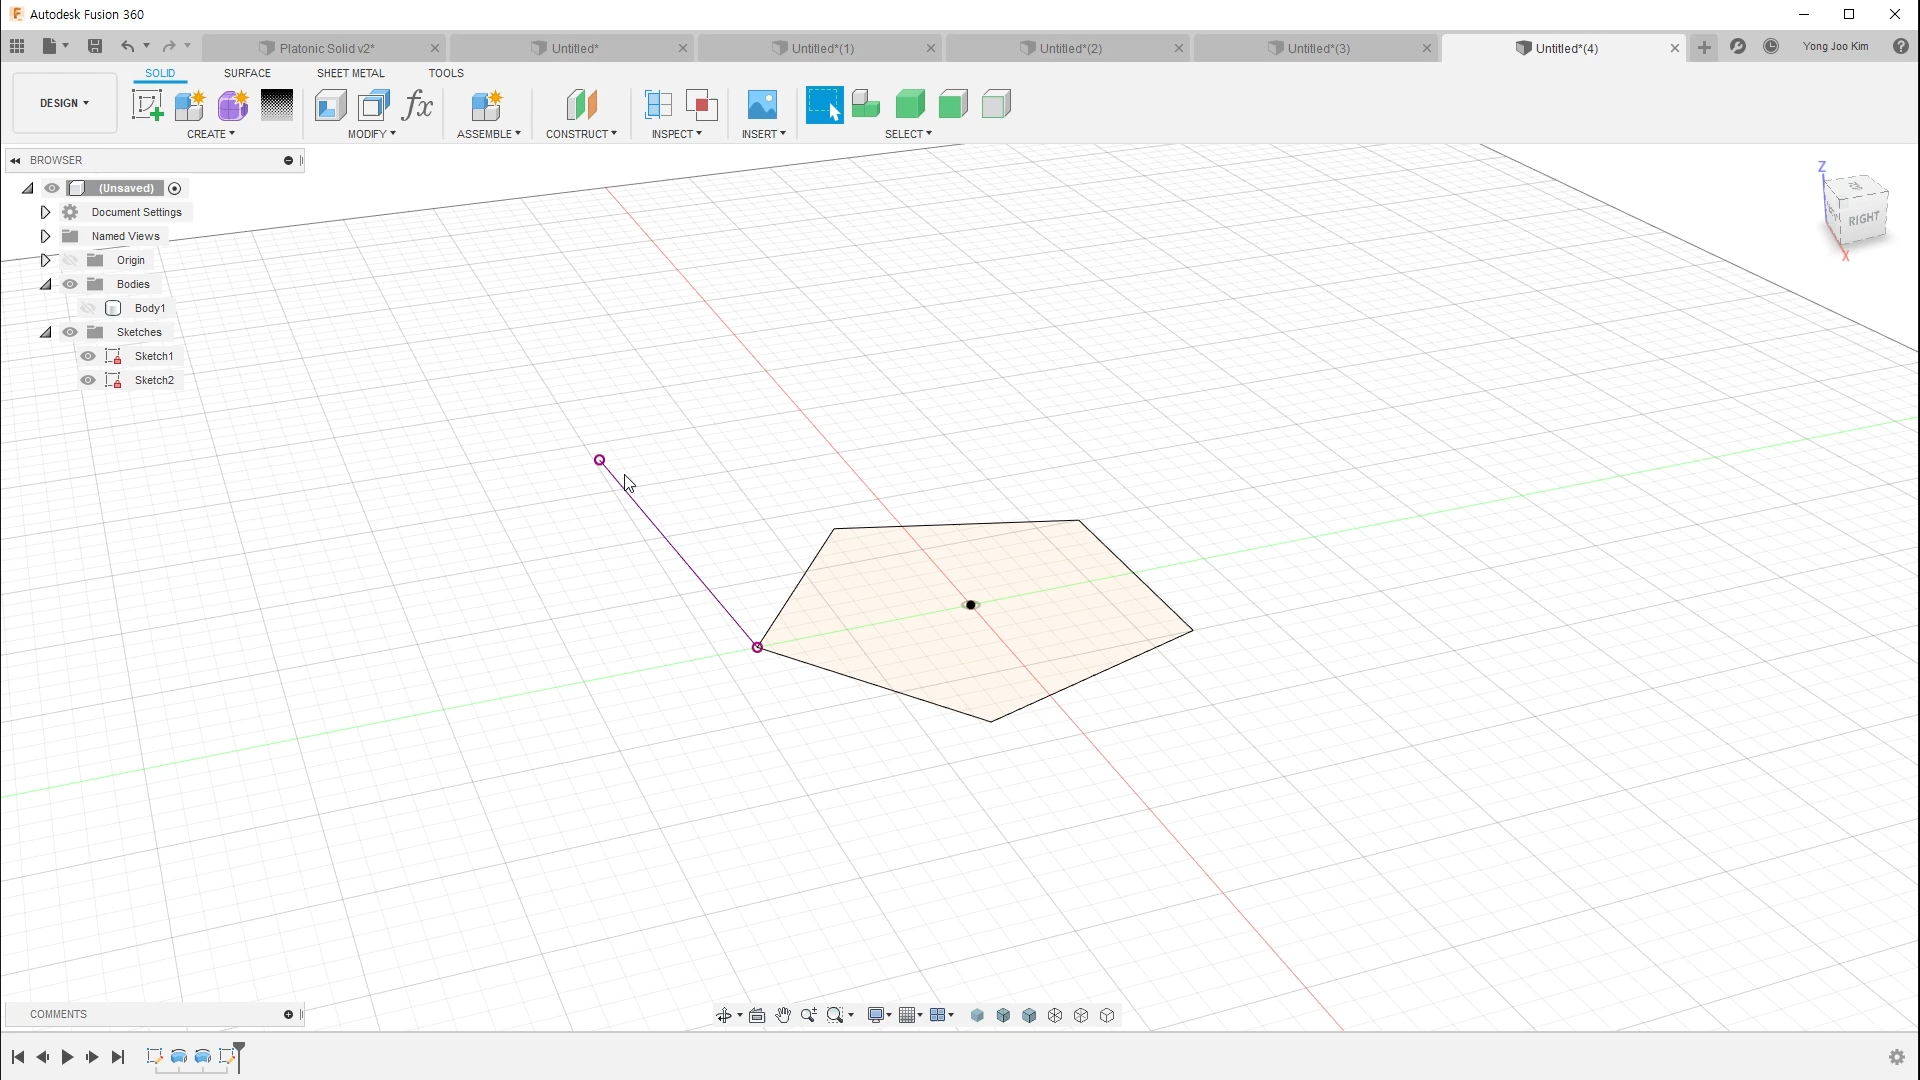 Autodesk Fusion 360
Platonic Solid v2*
Untitled*
Untitled*(1)
Untitled*(2)
Untitled*(3)
Untitled*(4)
Yong Joo Kim
DESIGN
SOLID
SURFACE
SHEET METAL
TOOLS
fx
CREATE
MODIFY
ASSEMBLE
CONSTRUCT
INSPECT
INSERT
SELECT
BROWSER
(Unsaved)
Document Settings
Named Views
Origin
Bodies
Body1
Sketches
Sketch1
Sketch2
Z
RIGHT
X
COMMENTS